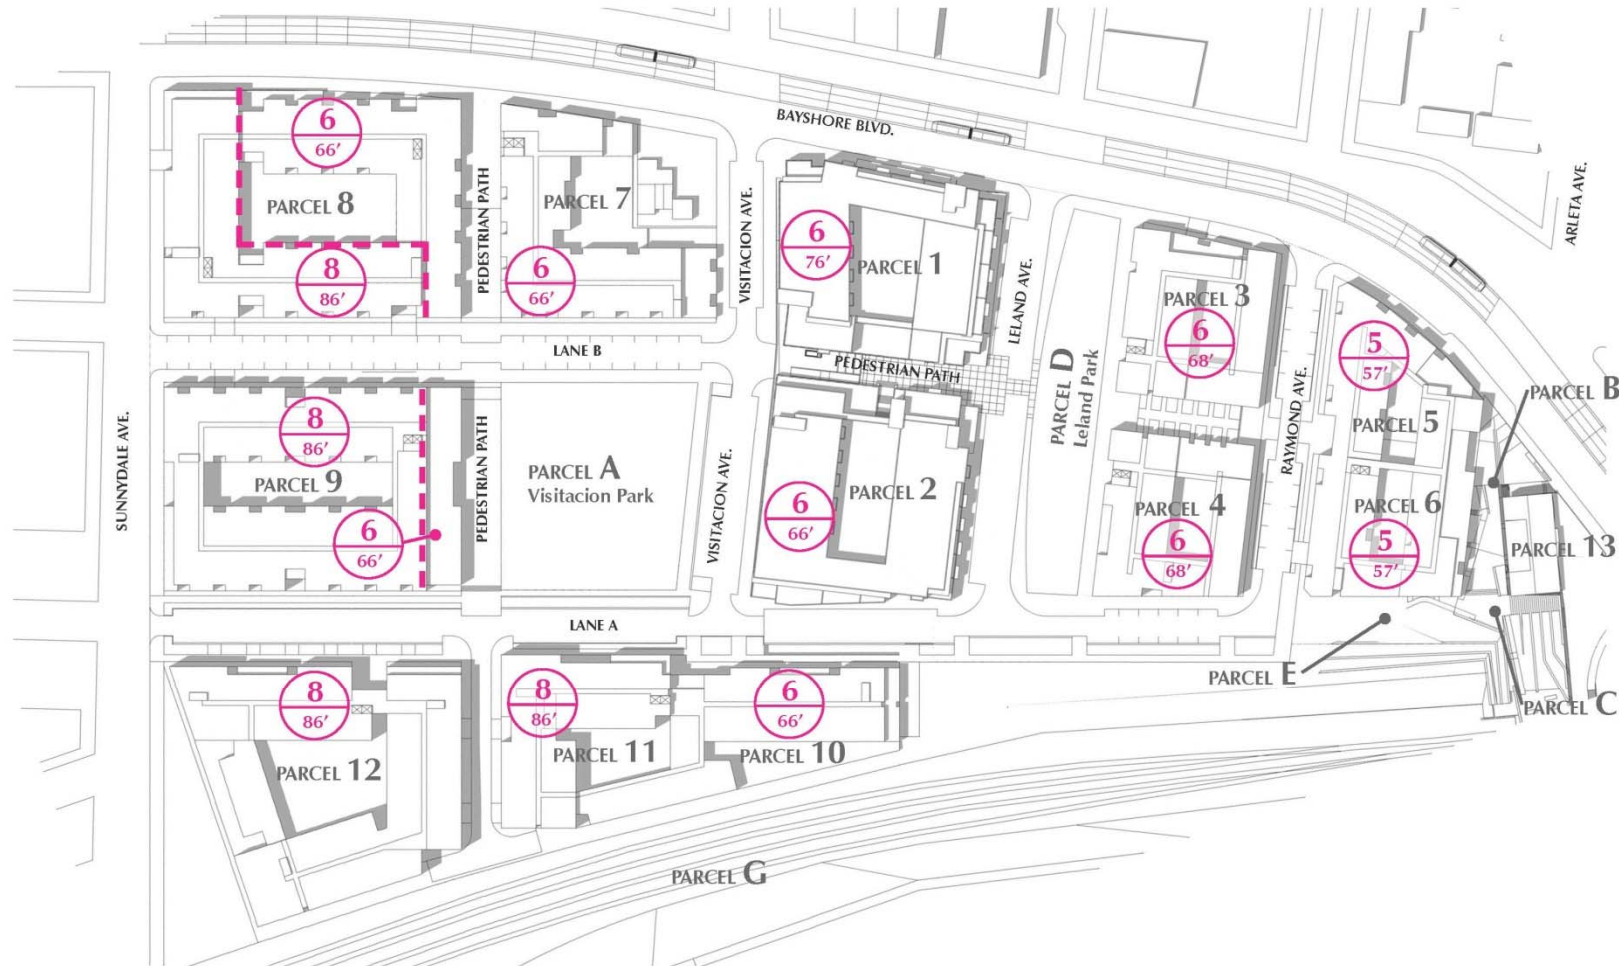 BAYSHORE BLVD.
ARLETA AVE.
6
66'
PARCEL 8
8
86'
PEDESTRIAN PATH
PARCEL 7
6
66'
VISITACION AVE.
6
76'
PARCEL 1
LELAND AVE.
PARCEL 3
6
68'
5
57'
LANE B
PEDESTRIAN PATH
PARCEL D
Leland Park
RAYMOND AVE.
PARCEL B
PARCEL 5
SUNNYDALE AVE.
8
86'
PARCEL 9
6
66'
PEDESTRIAN PATH
PARCEL A
Visitacion Park
VISITACION AVE.
PARCEL 2
6
66'
PARCEL 4
6
68'
PARCEL 6
5
57'
PARCEL 13
LANE A
PARCEL E
PARCEL C
8
86'
PARCEL 12
8
86'
PARCEL 11
6
66'
PARCEL 10
PARCEL G